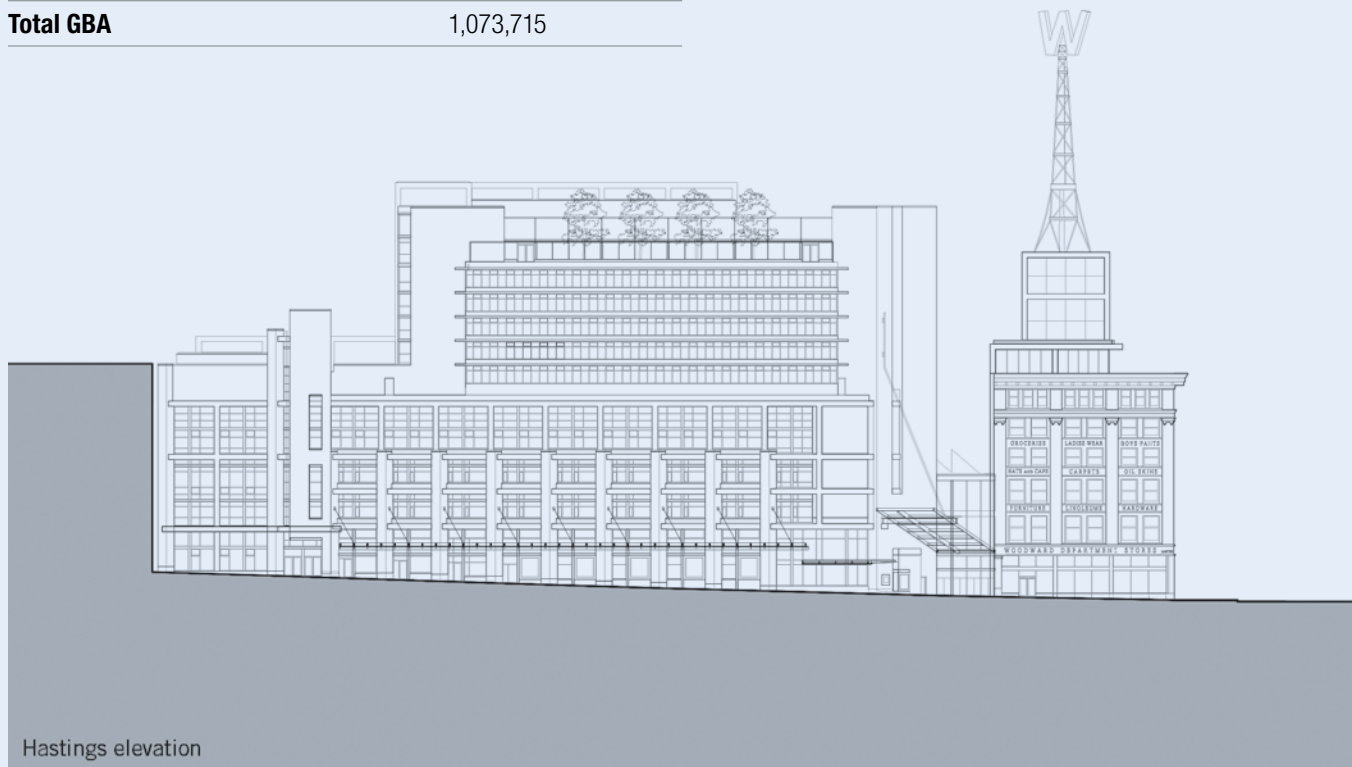 Total GBA 1,073,715
W
GROCERIES LADIES WEAR BOYS PANTS
HATS and CAPS CARPETS OIL SKINS
FURNITURE LINOLEUMS HARDWARE
WOODWARD DEPARTMENT STORES
Hastings elevation